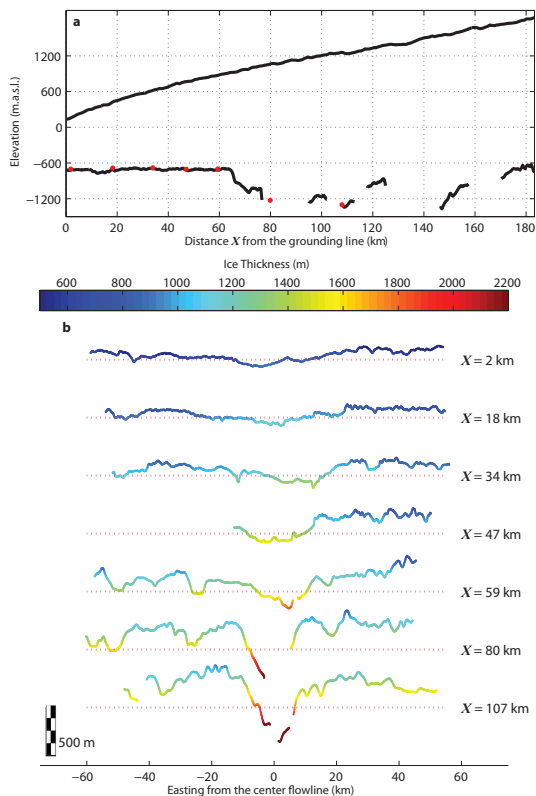 a
1200
600
0
−600
−1200
Elevation (m.a.s.l.)
0 20 40 60 80 100 120 140 160 180
Distance X from the grounding line (km)
Ice Thickness (m)
600 800 1000 1200 1400 1600 1800 2000 2200
b
X = 2 km
X = 18 km
X = 34 km
X = 47 km
X = 59 km
X = 80 km
X = 107 km
500 m
−60 −40 −20 0 20 40 60
Easting from the center flowline (km)